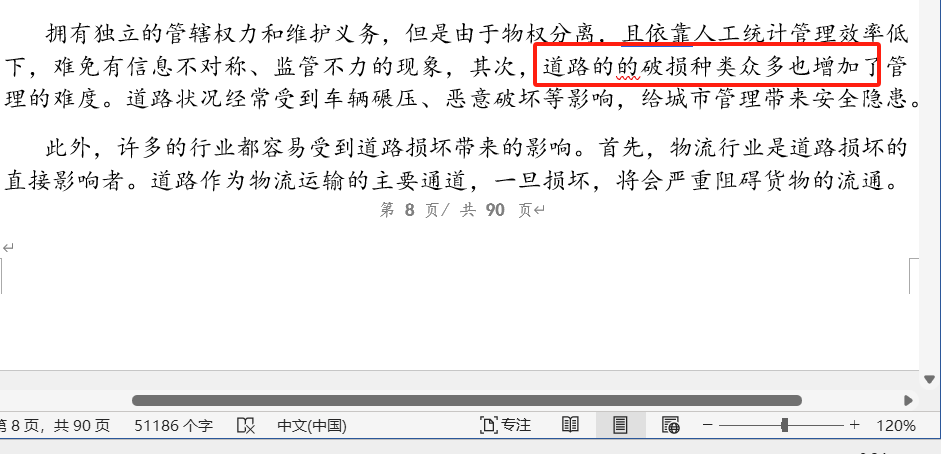 拥有独立的管辖权力和维护义务，但是由于物权分离，且依靠人工统计管理效率低
下，难免有信息不对称、监管不力的现象，其次，道路的的破损种类众多也增加了管
理的难度。道路状况经常受到车辆碾压、恶意破坏等影响，给城市管理带来安全隐患。
此外，许多的行业都容易受到道路损坏带来的影响。首先，物流行业是道路损坏的
直接影响者。道路作为物流运输的主要通道，一旦损坏，将会严重阻碍货物的流通。
第 8 页/ 共 90 页
第 8 页，共 90 页 51186 个字 中文(中国) 专注 120%